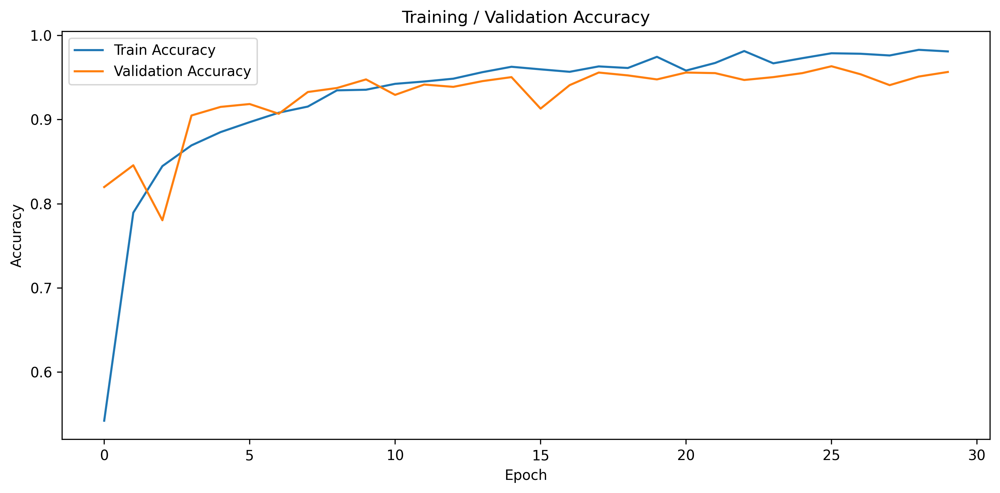 Training / Validation Accuracy
1.0
0.9
0.8
0.7
0.6
Accuracy
Train Accuracy
Validation Accuracy
0 5 10 15 20 25 30
Epoch